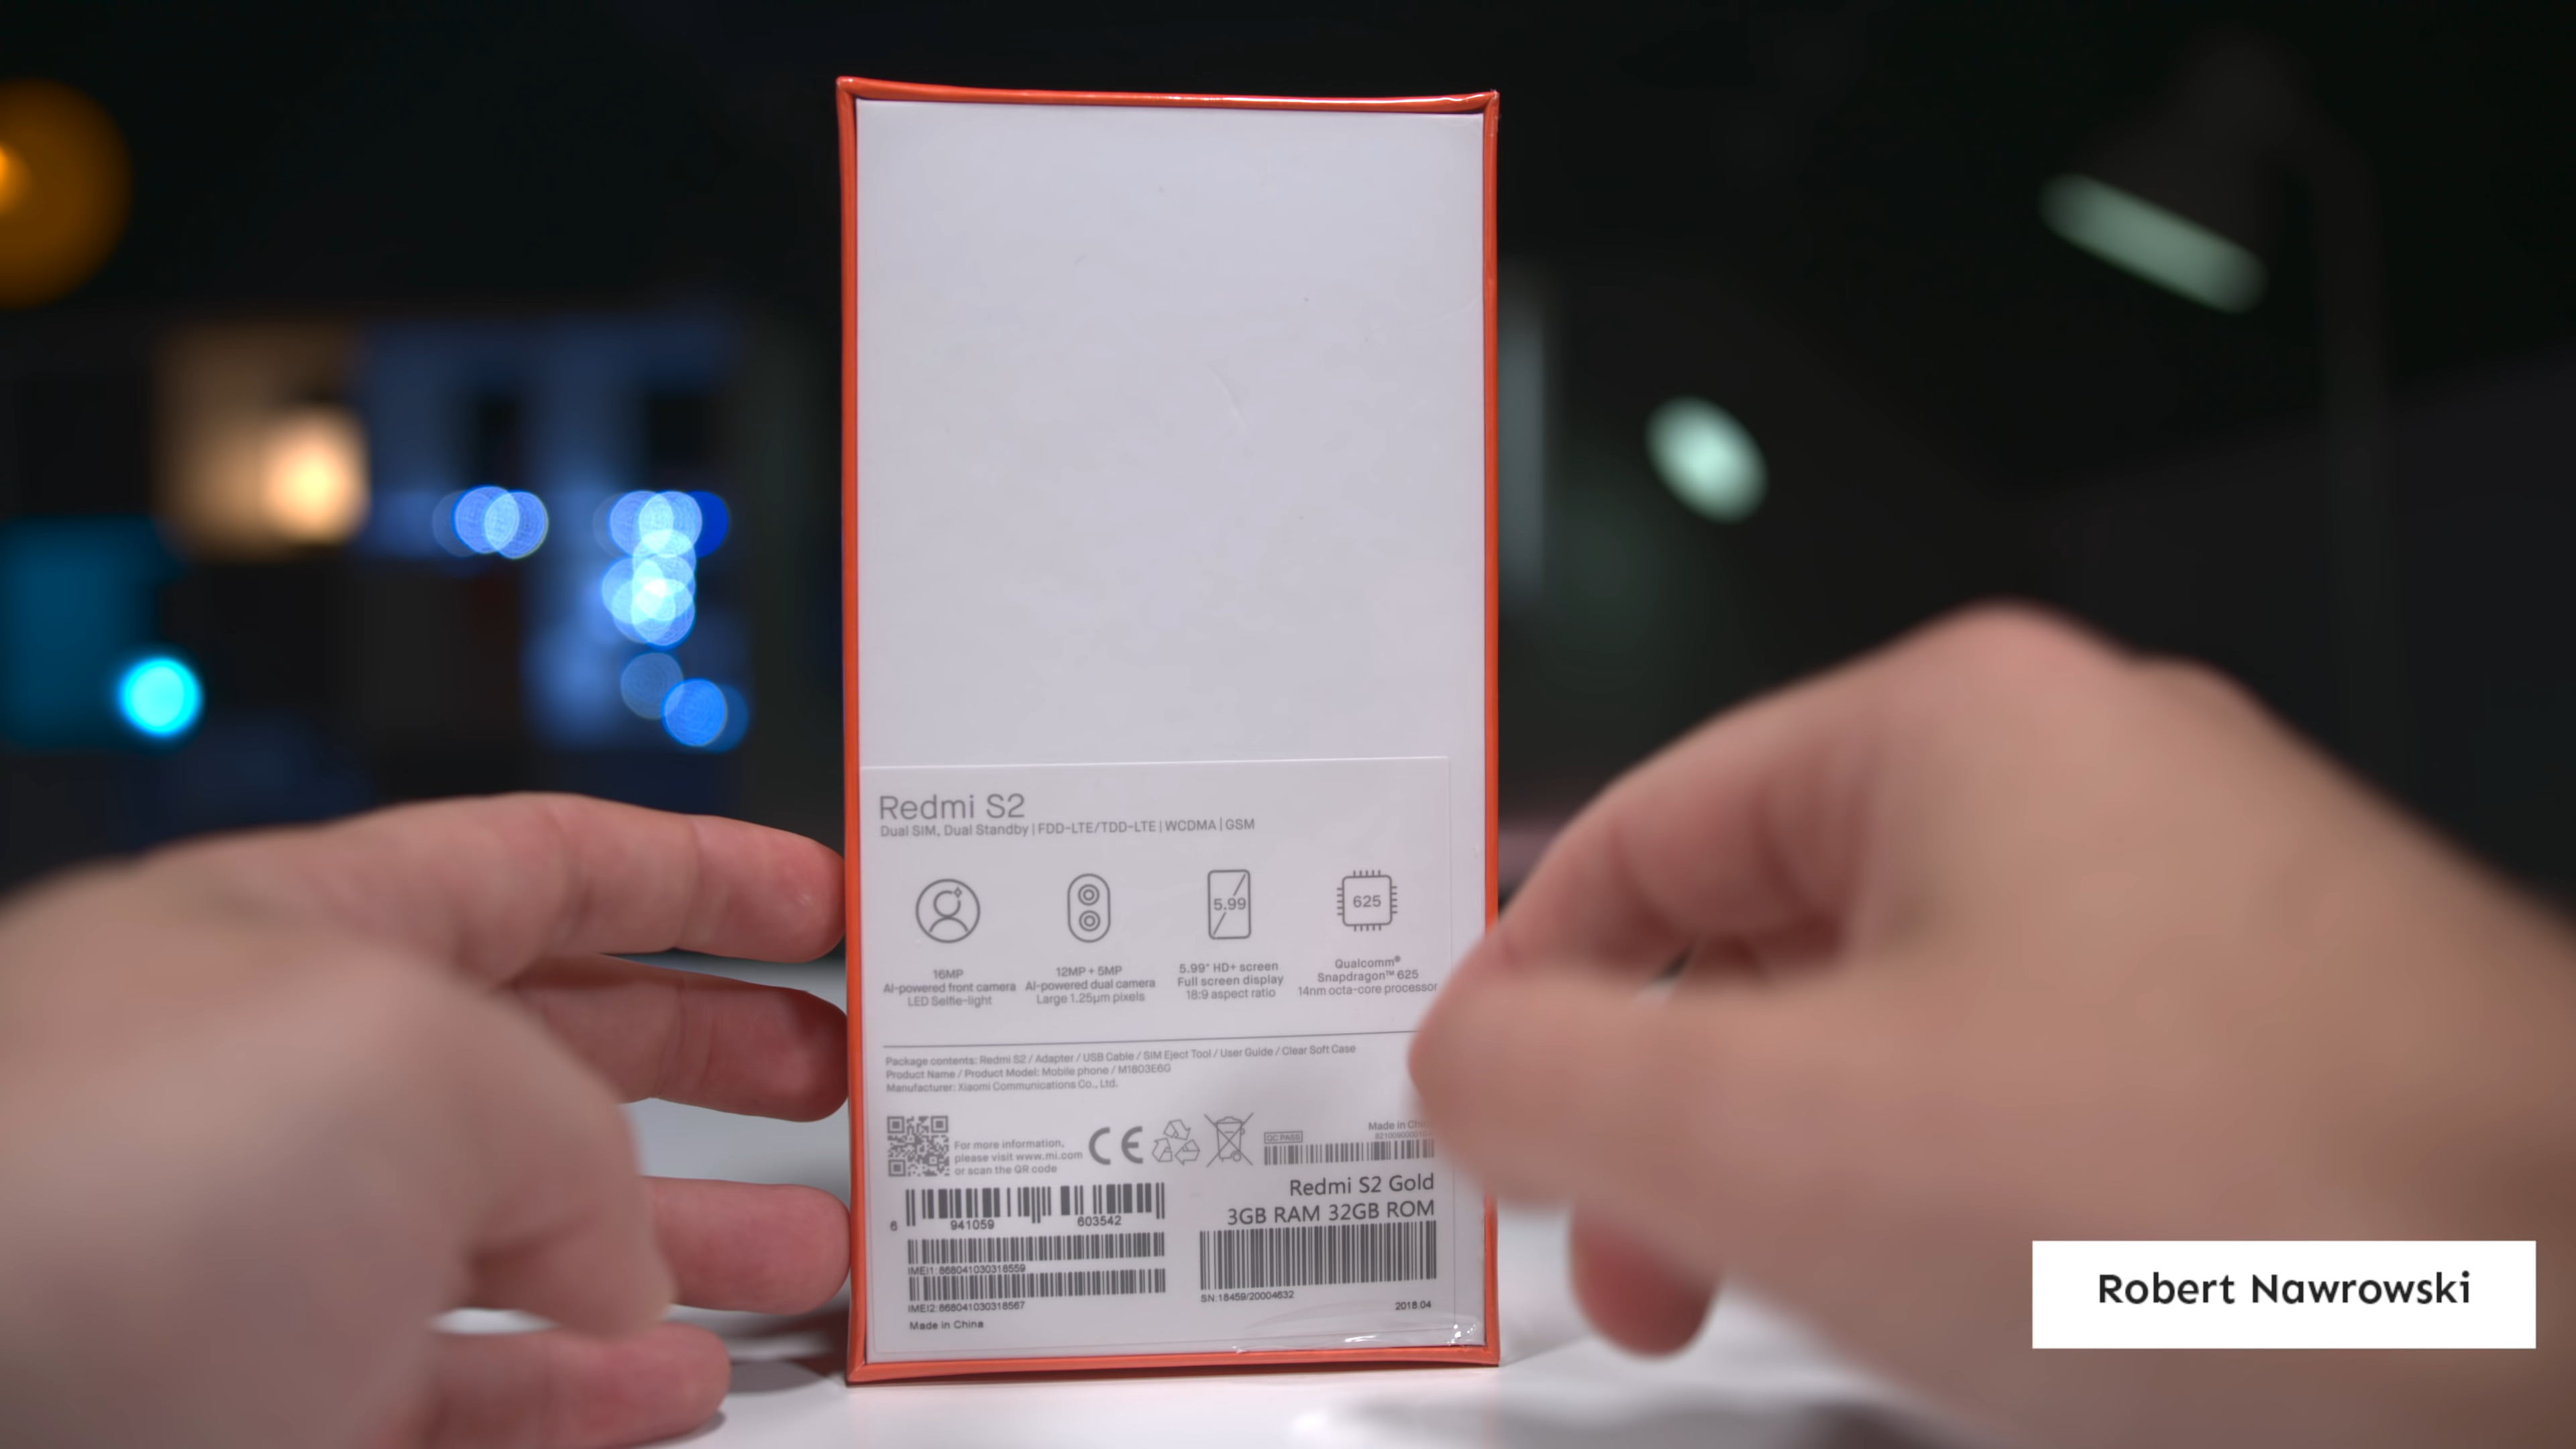 Redmi S2
Dual SIM, Dual Standby | FDD-LTE/TDD-LTE | WCDMA | GSM
5.99
625
16MP
AI-powered front camera
LED Selfie-light
12MP + 5MP
AI-powered dual camera
Large 1.25µm pixels
5.99" HD+ screen
Full screen display
18:9 aspect ratio
Qualcomm®
Snapdragon™ 625
14nm octa-core processor
Package contents: Redmi S2 / Adapter / USB Cable / SIM Eject Tool / User Guide / Clear Soft Case
Product Name / Product Model: Mobile phone / M1803E6G
Manufacturer: Xiaomi Communications Co., Ltd.
For more information,
please visit www.mi.com
or scan the QR code
CE
QC PASS
Made in
Redmi S2 Gold
3GB RAM 32GB ROM
6 941059 603542
IMEI1: 868041030318559
IMEI2: 868041030318567
SN: 18459/20004632
Made in China
2018.04
Robert Nawrowski